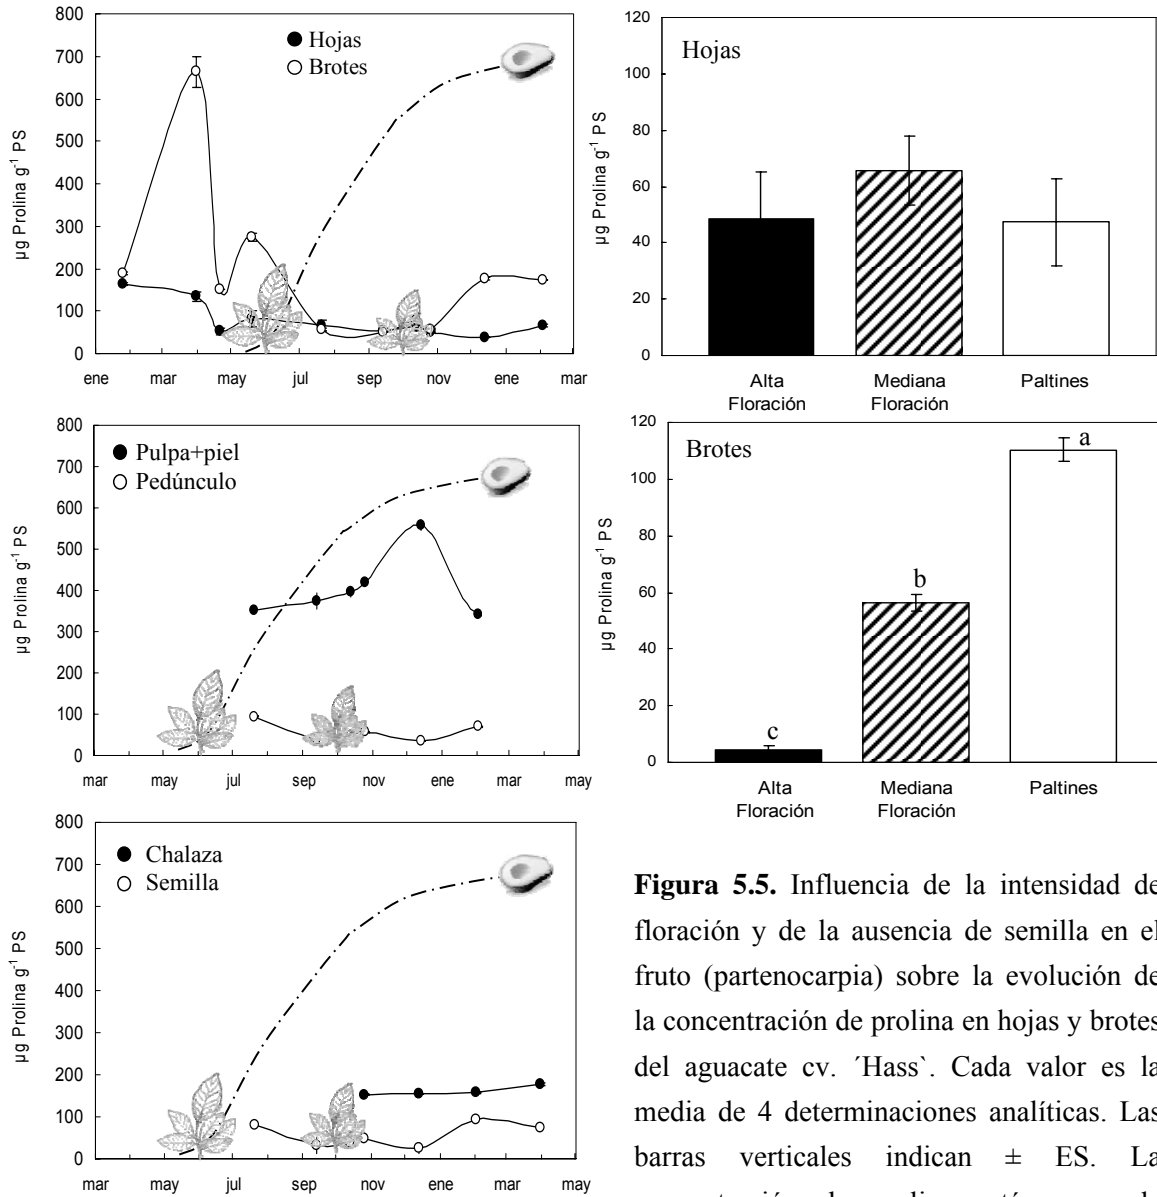 800
700
600
500
400
300
200
100
0
µg Prolina g⁻¹ PS
Hojas
Brotes
ene mar may jul sep nov ene mar
120
100
80
60
40
20
0
µg Prolina g⁻¹ PS
Hojas
Alta Floración
Mediana Floración
Paltines
800
700
600
500
400
300
200
100
0
µg Prolina g⁻¹ PS
Pulpa+piel
Pedúnculo
mar may jul sep nov ene mar may
120
100
80
60
40
20
0
µg Prolina g⁻¹ PS
Brotes
c
b
a
Alta Floración
Mediana Floración
Paltines
800
700
600
500
400
300
200
100
0
µg Prolina g⁻¹ PS
Chalaza
Semilla
mar may jul sep nov ene mar may
Figura 5.5. Influencia de la intensidad de
floración y de la ausencia de semilla en el
fruto (partenocarpia) sobre la evolución de
la concentración de prolina en hojas y brotes
del aguacate cv. ´Hass`. Cada valor es la
media de 4 determinaciones analíticas. Las
barras verticales indican ± ES. La